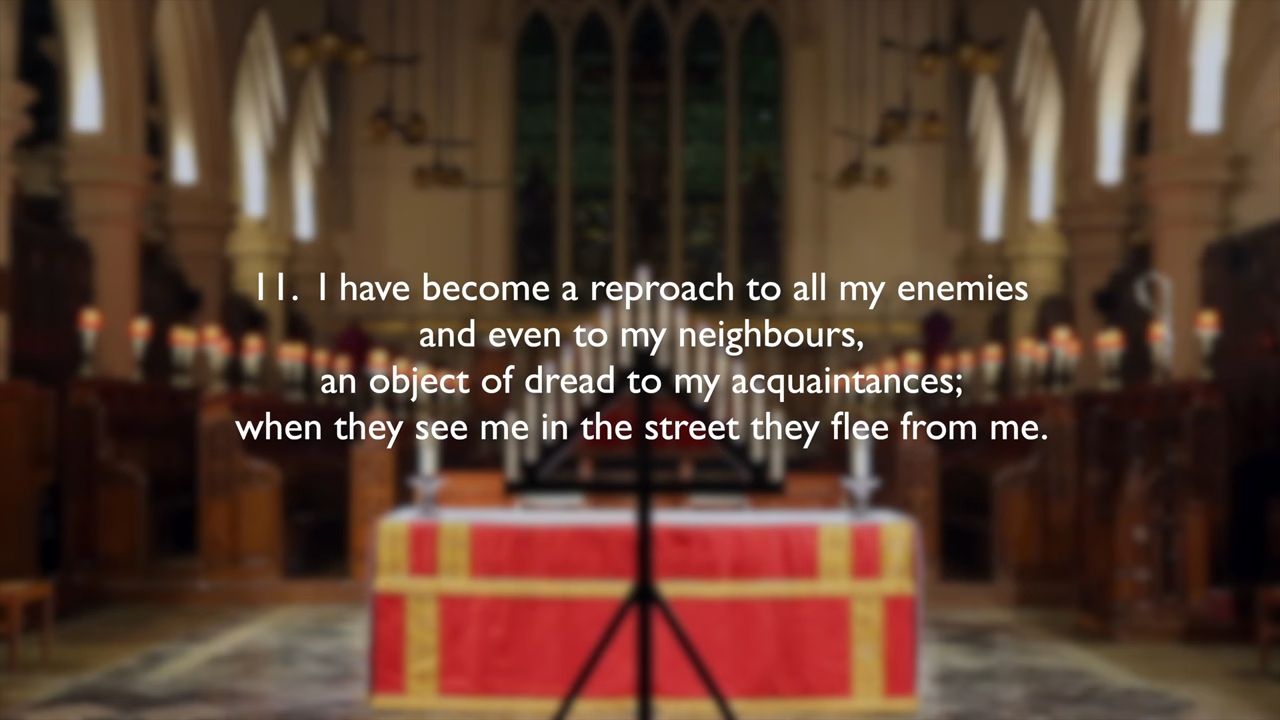 11. I have become a reproach to all my enemies
and even to my neighbours,
an object of dread to my acquaintances;
when they see me in the street they flee from me.